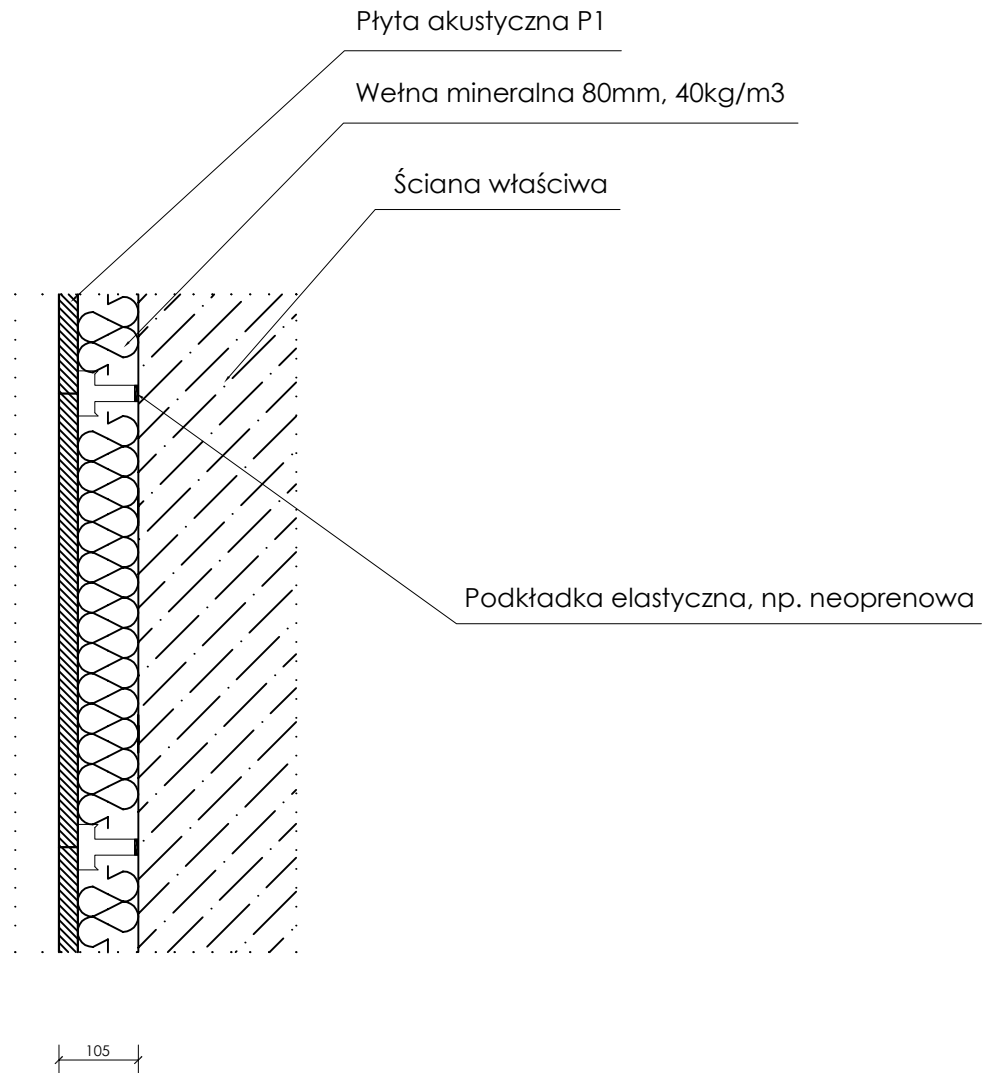 Płyta akustyczna P1
Wełna mineralna 80mm, 40kg/m3
Ściana właściwa
Podkładka elastyczna, np. neoprenowa
105